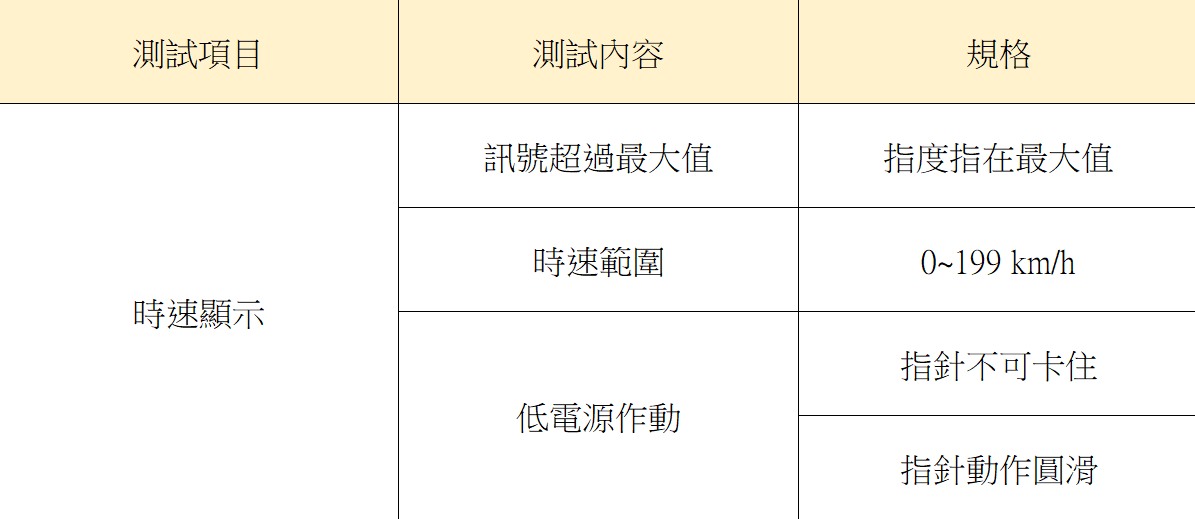 測試項目
測試內容
規格
時速顯示
訊號超過最大值
指度指在最大值
時速範圍
0~199 km/h
低電源作動
指針不可卡住
指針動作圓滑